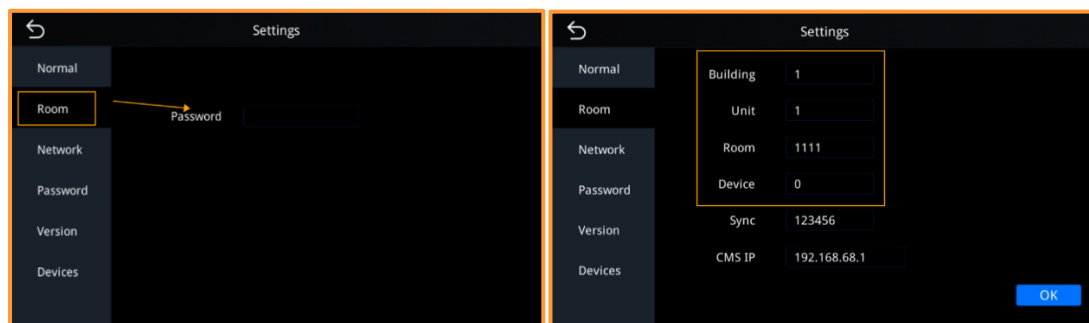 Settings
Normal
Room
Password
Network
Password
Version
Devices
Settings
Normal
Building 1
Unit 1
Room
Network
Room 1111
Password
Device 0
Sync 123456
Version
CMS IP 192.168.68.1
Devices
OK